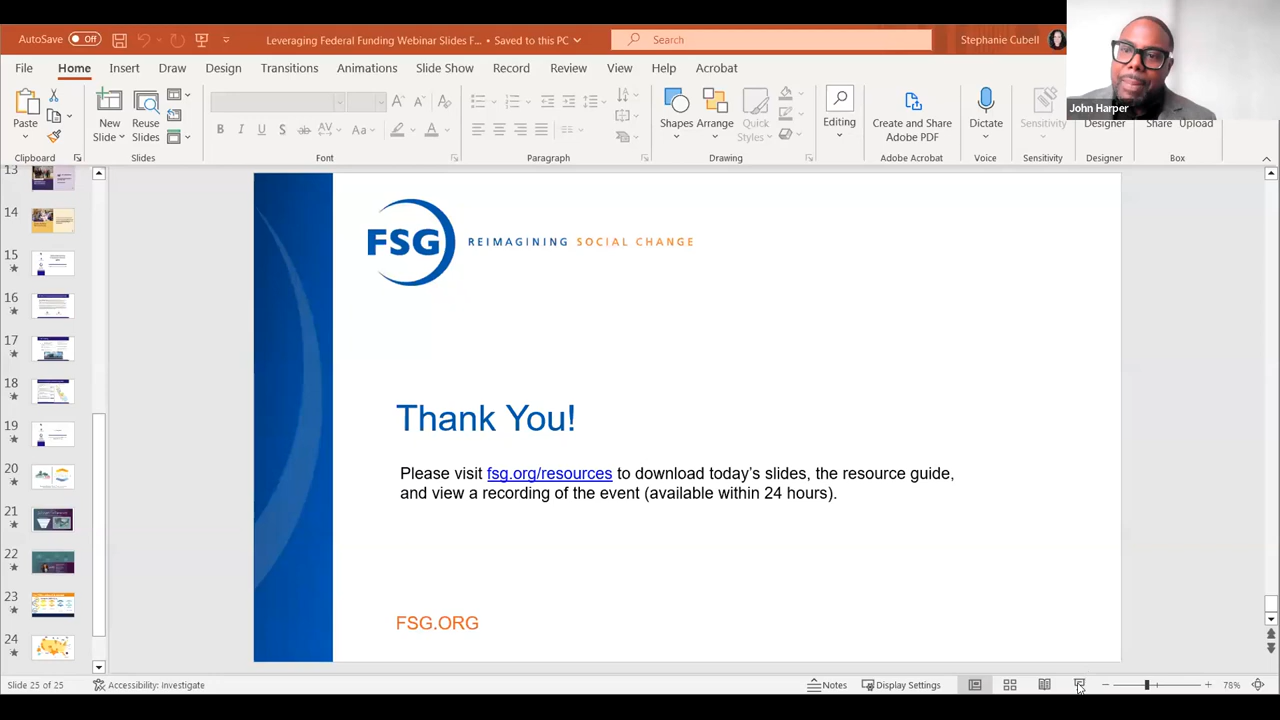 AutoSave Off
Leveraging Federal Funding Webinar Slides F... • Saved to this PC
Search
Stephanie Cubell
File Home Insert Draw Design Transitions Animations Slide Show Record Review View Help Acrobat
John Harper
Paste
New
Slide
Reuse
Slides
B I U S ab AV Aa A
Shapes Arrange Quick
Styles
Editing
Create and Share
Adobe PDF
Dictate
Sensitivity
Designer
Share Upload
Clipboard Slides Font Paragraph Drawing Adobe Acrobat Voice Sensitivity Designer Box
13
14
15
16
17
18
19
20
21
22
23
24
FSG REIMAGINING SOCIAL CHANGE
Thank You!
Please visit fsg.org/resources to download today's slides, the resource guide,
and view a recording of the event (available within 24 hours).
FSG.ORG
Slide 25 of 25 Accessibility: Investigate Notes Display Settings 78%